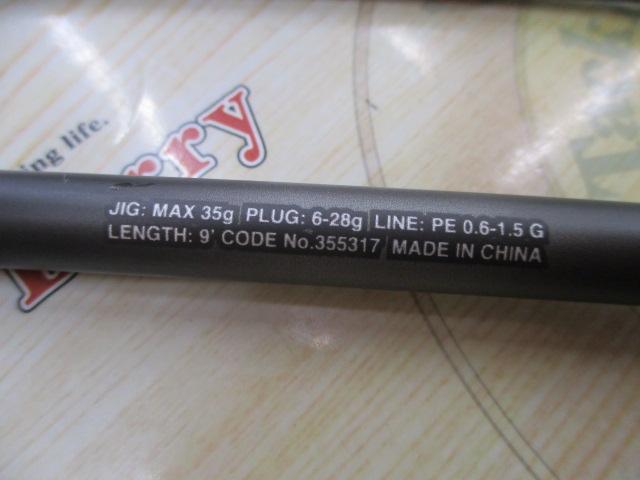 ing life.
rry
JIG: MAX 35g PLUG: 6-28g LINE: PE 0.6-1.5 G
LENGTH: 9' CODE No.355317 MADE IN CHINA